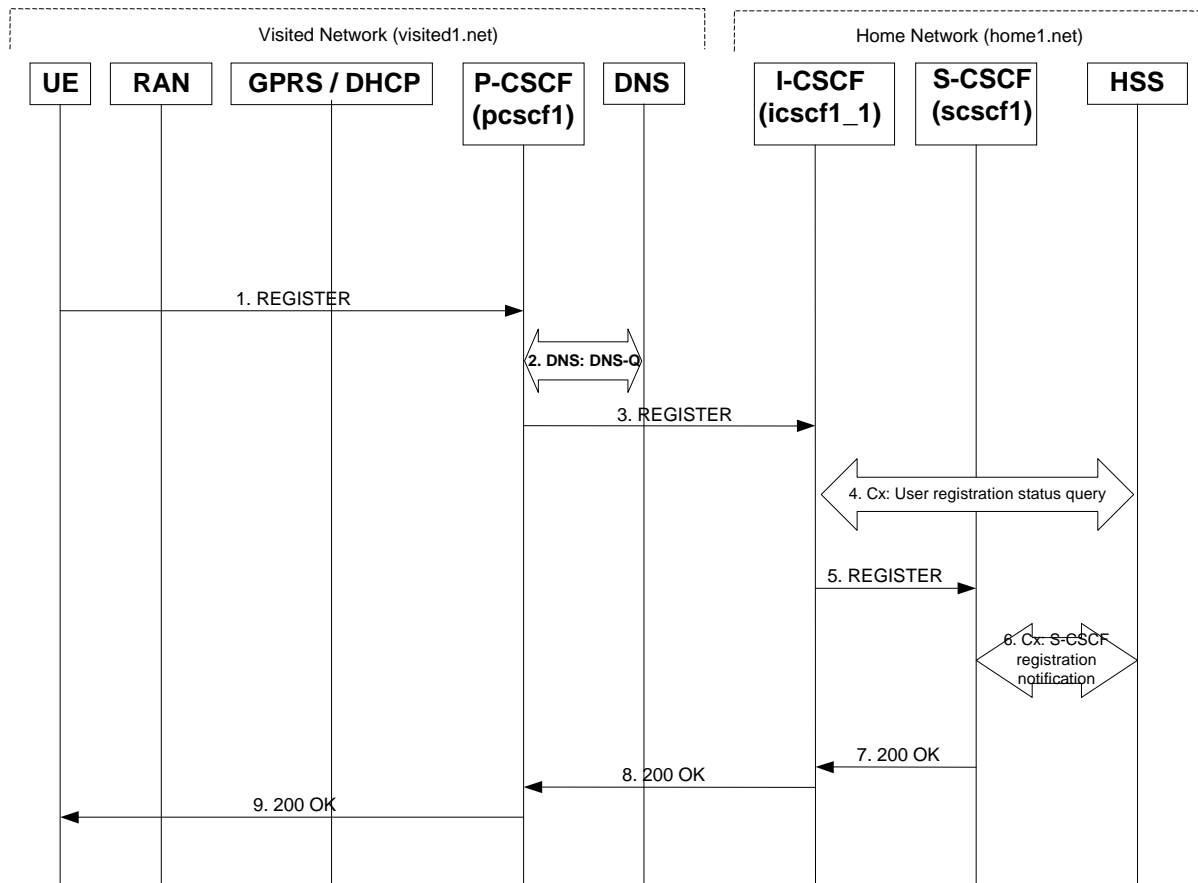 Visited Network (visited1.net)
Home Network (home1.net)
UE
RAN
GPRS / DHCP
P-CSCF
(pcscf1)
DNS
I-CSCF
(icscf1_1)
S-CSCF
(scscf1)
HSS
1. REGISTER
2. DNS: DNS-Q
3. REGISTER
4. Cx: User registration status query
5. REGISTER
6. Cx: S-CSCF
registration
notification
7. 200 OK
8. 200 OK
9. 200 OK